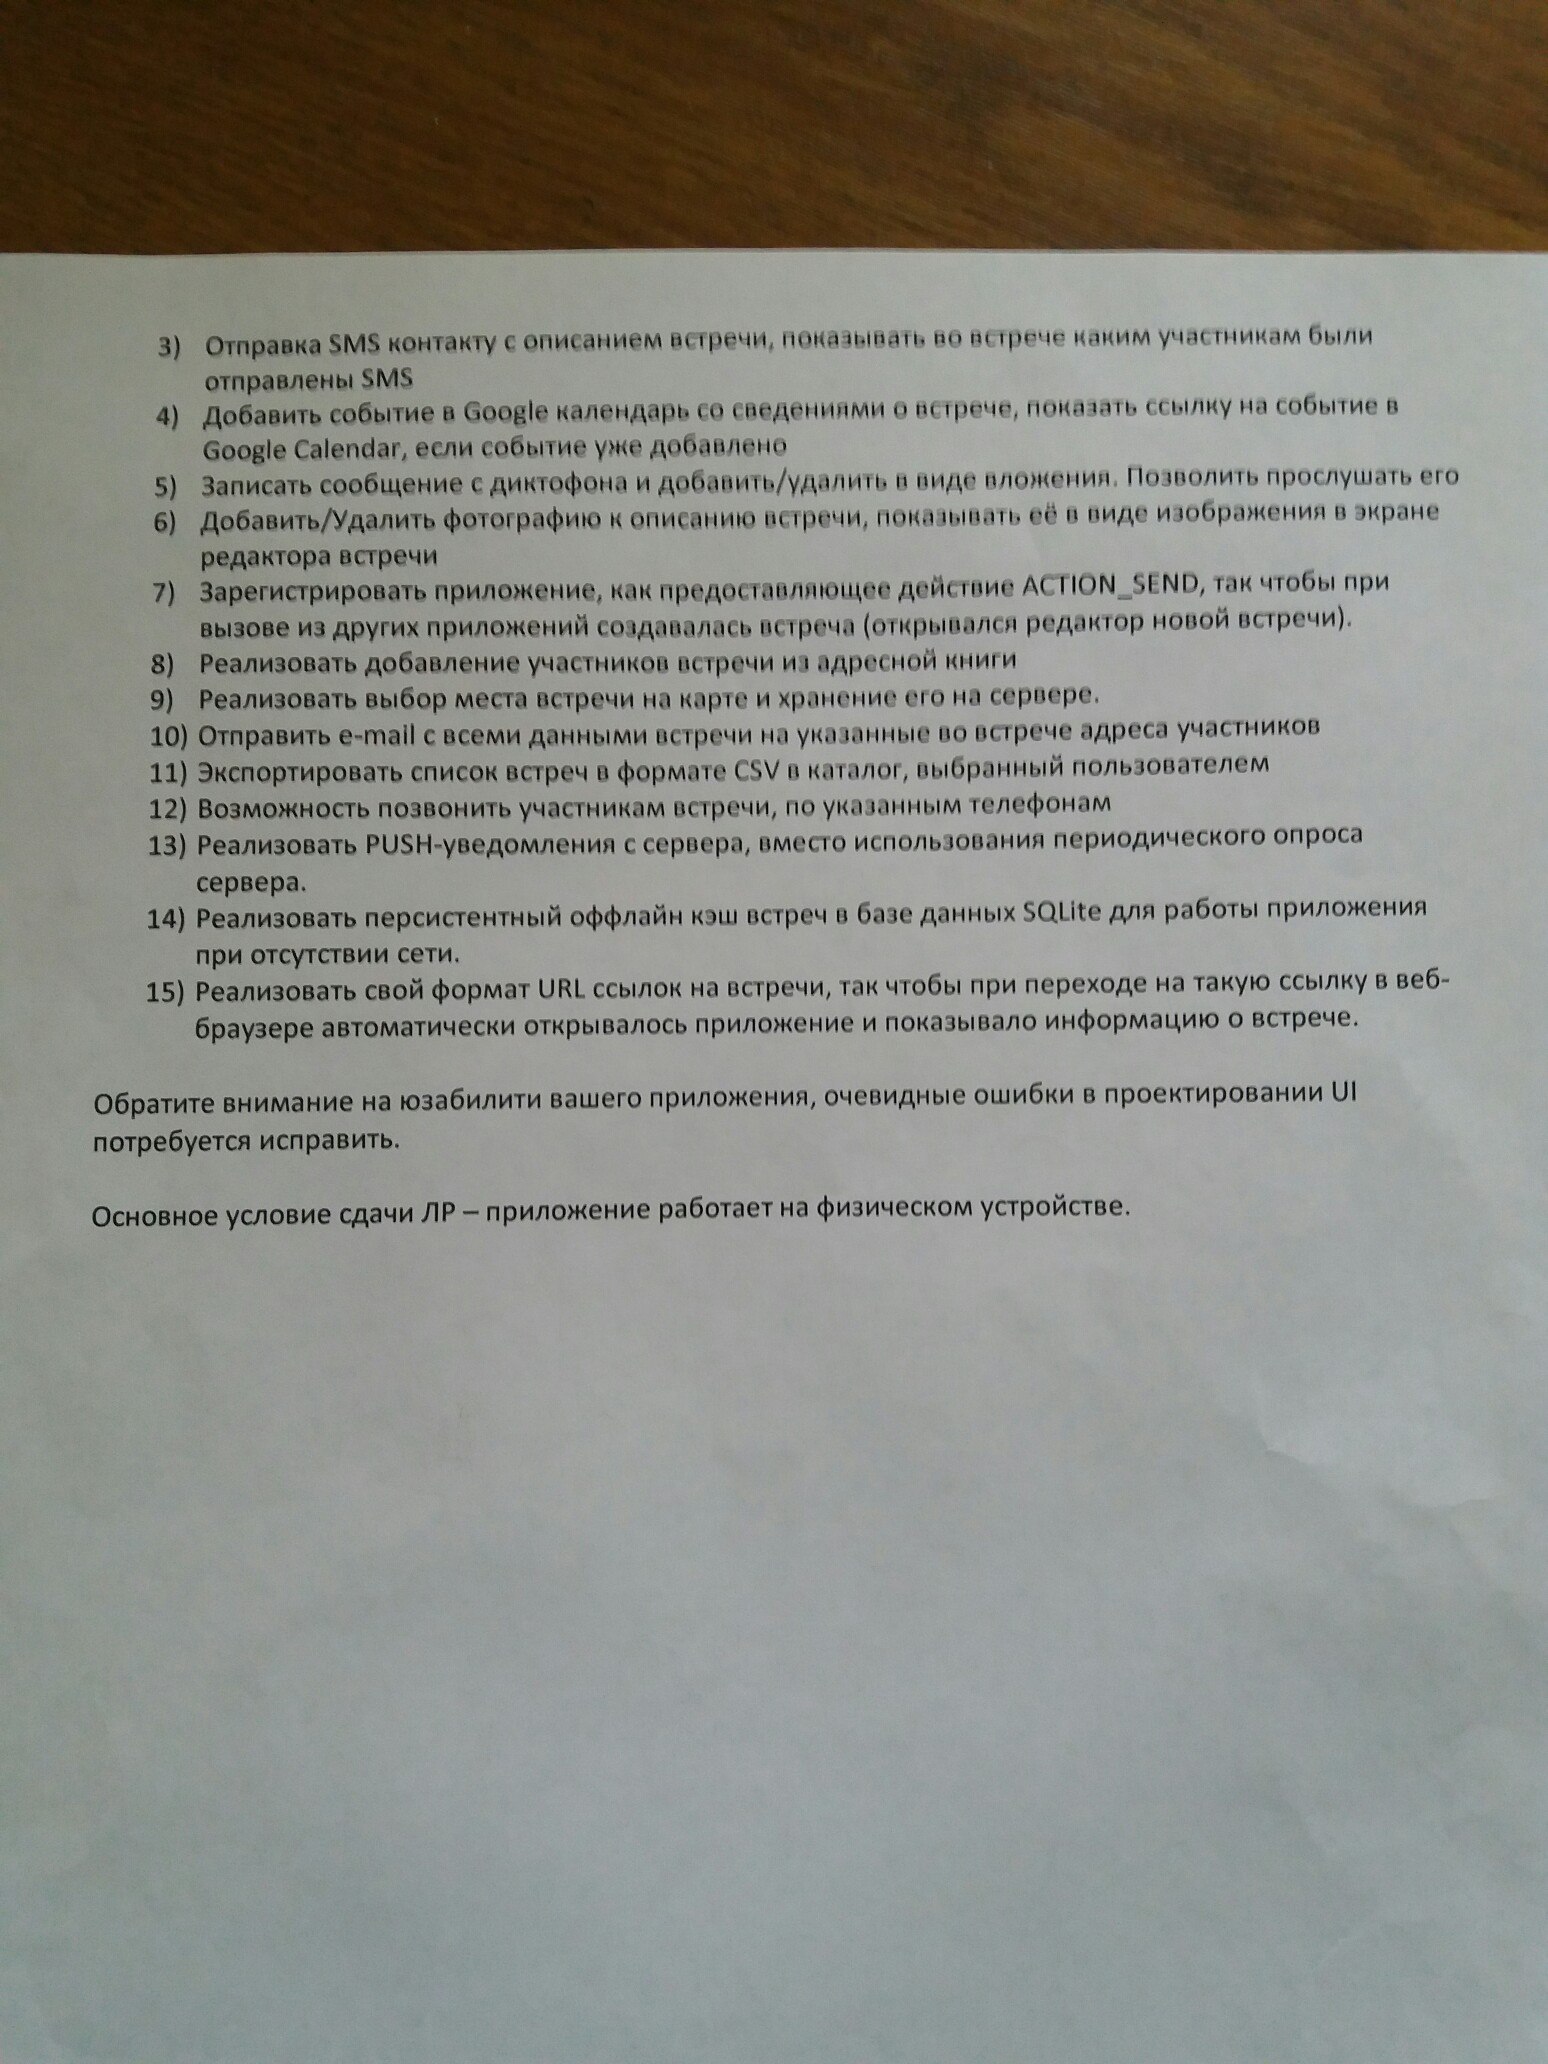 3) Отправка SMS контакту с описанием встречи, показывать во встрече каким участникам были
отправлены SMS
4) Добавить событие в Google календарь со сведениями о встрече, показать ссылку на событие в
Google Calendar, если событие уже добавлено
5) Записать сообщение с диктофона и добавить/удалить в виде вложения. Позволить прослушать его
6) Добавить/Удалить фотографию к описанию встречи, показывать её в виде изображения в экране
редактора встречи
7) Зарегистрировать приложение, как предоставляющее действие ACTION_SEND, так чтобы при
вызове из других приложений создавалась встреча (открывался редактор новой встречи).
8) Реализовать добавление участников встречи из адресной книги
9) Реализовать выбор места встречи на карте и хранение его на сервере.
10) Отправить e-mail с всеми данными встречи на указанные во встрече адреса участников
11) Экспортировать список встреч в формате CSV в каталог, выбранный пользователем
12) Возможность позвонить участникам встречи, по указанным телефонам
13) Реализовать PUSH-уведомления с сервера, вместо использования периодического опроса
сервера.
14) Реализовать персистентный оффлайн кэш встреч в базе данных SQLite для работы приложения
при отсутствии сети.
15) Реализовать свой формат URL ссылок на встречи, так чтобы при переходе на такую ссылку в веб-
браузере автоматически открывалось приложение и показывало информацию о встрече.
Обратите внимание на юзабилити вашего приложения, очевидные ошибки в проектировании UI
потребуется исправить.
Основное условие сдачи ЛР – приложение работает на физическом устройстве.